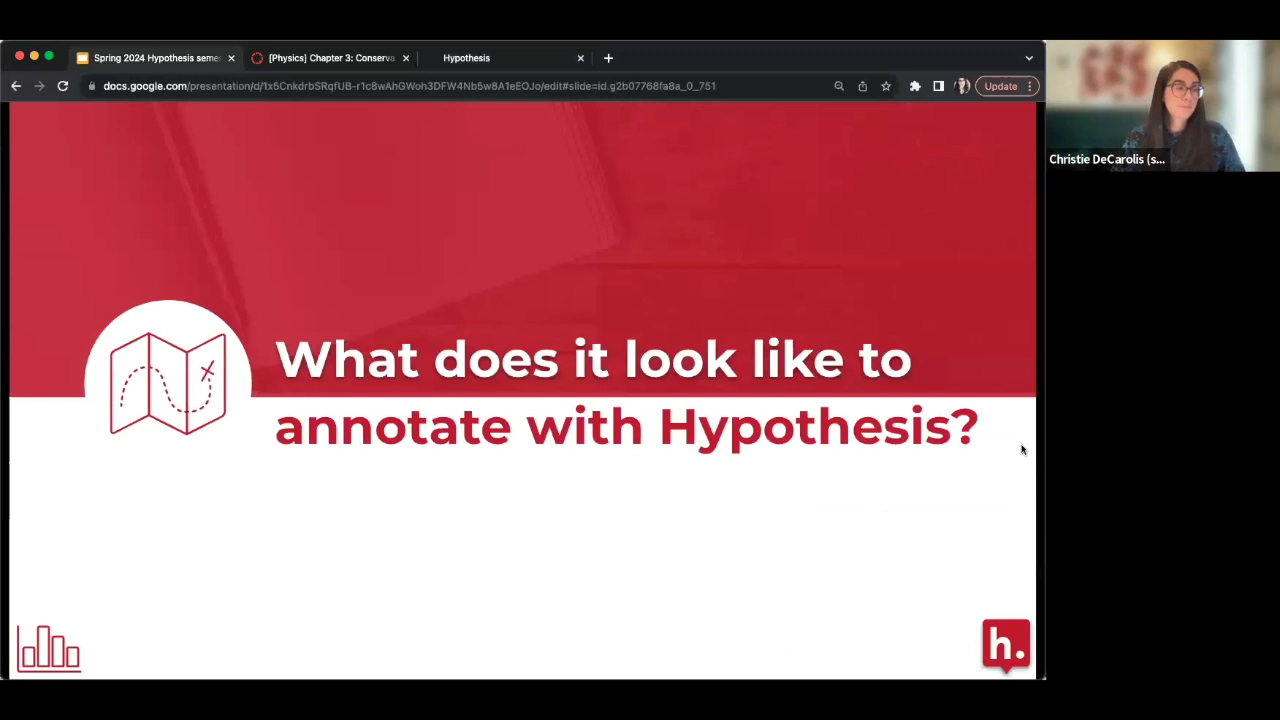 Spring 2024 Hypothesis seme
[Physics] Chapter 3: Conserva
Hypothesis
docs.google.com/presentation/d/1x5CnkdrbSRqfUB-r1c8wAhGWoh3DFW4Nb5w8A1eEOJo/edit#slide=id.g2b07768fa8a_0_751
Update
Christie DeCarolis (s...
What does it look like to
annotate with Hypothesis?
h.